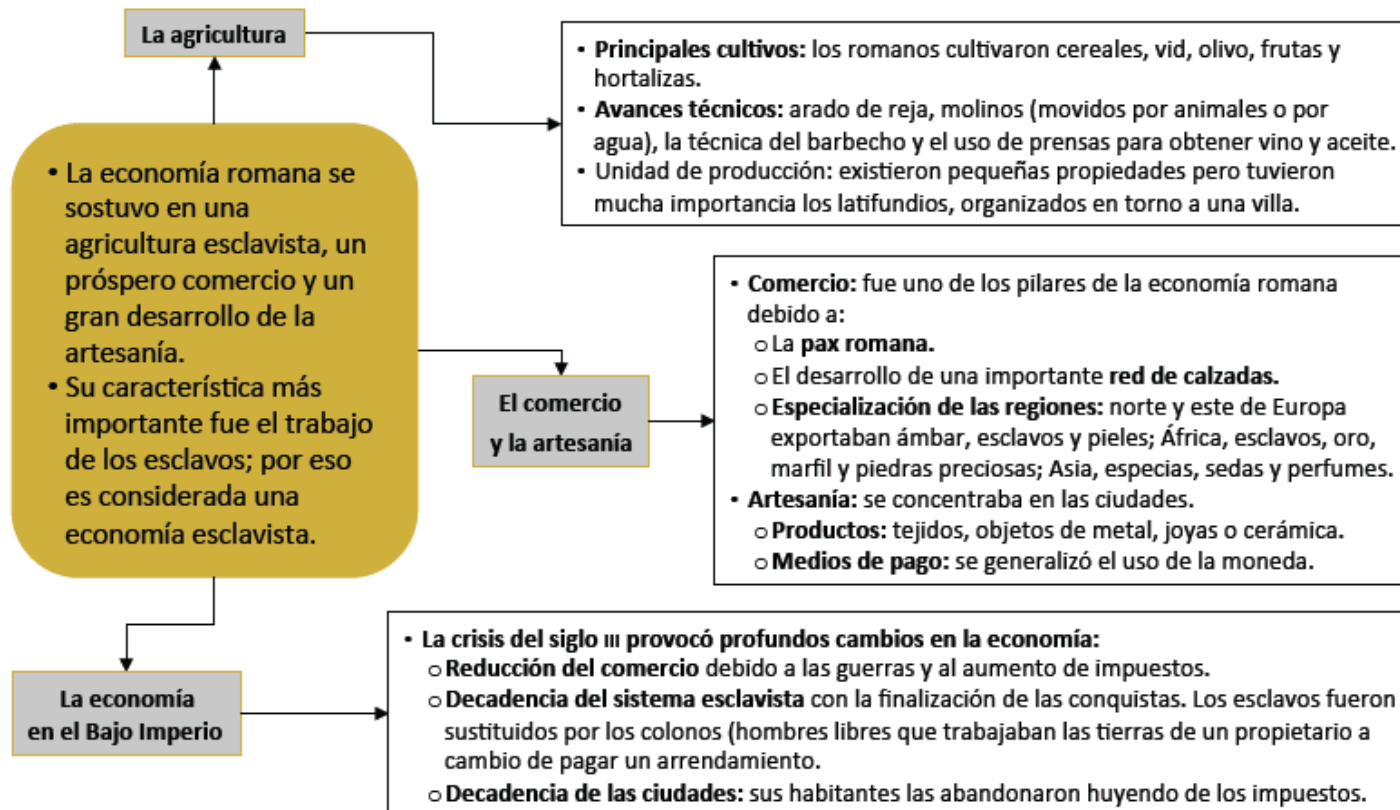 La agricultura
• Principales cultivos: los romanos cultivaron cereales, vid, olivo, frutas y
hortalizas.
• Avances técnicos: arado de reja, molinos (movidos por animales o por
agua), la técnica del barbecho y el uso de prensas para obtener vino y aceite.
• Unidad de producción: existieron pequeñas propiedades pero tuvieron
mucha importancia los latifundios, organizados en torno a una villa.
• La economía romana se
sostuvo en una
agricultura esclavista, un
próspero comercio y un
gran desarrollo de la
artesanía.
• Su característica más
importante fue el trabajo
de los esclavos; por eso
es considerada una
economía esclavista.
El comercio
y la artesanía
• Comercio: fue uno de los pilares de la economía romana
debido a:
o La pax romana.
o El desarrollo de una importante red de calzadas.
o Especialización de las regiones: norte y este de Europa
exportaban ámbar, esclavos y pieles; África, esclavos, oro,
marfil y piedras preciosas; Asia, especias, sedas y perfumes.
• Artesanía: se concentraba en las ciudades.
o Productos: tejidos, objetos de metal, joyas o cerámica.
o Medios de pago: se generalizó el uso de la moneda.
La economía
en el Bajo Imperio
• La crisis del siglo III provocó profundos cambios en la economía:
o Reducción del comercio debido a las guerras y al aumento de impuestos.
o Decadencia del sistema esclavista con la finalización de las conquistas. Los esclavos fueron
sustituidos por los colonos (hombres libres que trabajaban las tierras de un propietario a
cambio de pagar un arrendamiento.
o Decadencia de las ciudades: sus habitantes las abandonaron huyendo de los impuestos.